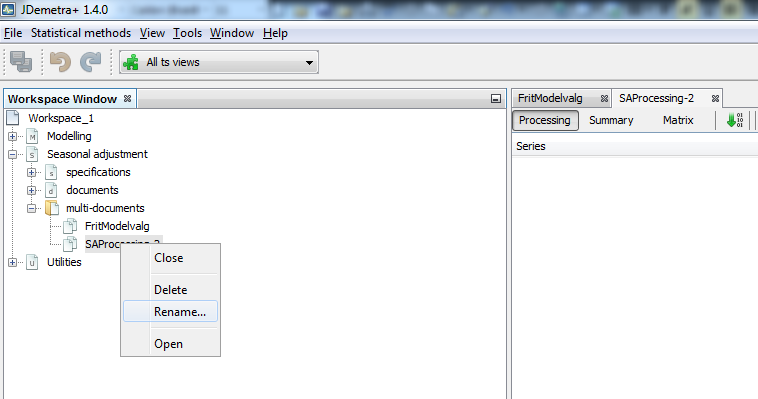 JDemetra+ 1.4.0
File Statistical methods View Tools Window Help
All ts views
Workspace Window
FritModelvalg SAProcessing-2
Workspace_1
Processing Summary Matrix
Modelling
Seasonal adjustment
Series
specifications
documents
multi-documents
FritModelvalg
SAProcessing-2
Close
Utilities
Delete
Rename...
Open